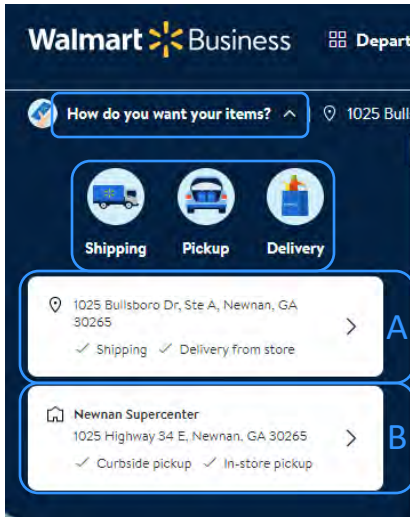 Walmart Business Depart
How do you want your items? 1025 Bull
Shipping Pickup Delivery
1025 Bullsboro Dr, Ste A, Newnan, GA
30265
Shipping Delivery from store
A
Newnan Supercenter
1025 Highway 34 E, Newnan, GA 30265
Curbside pickup In-store pickup
B